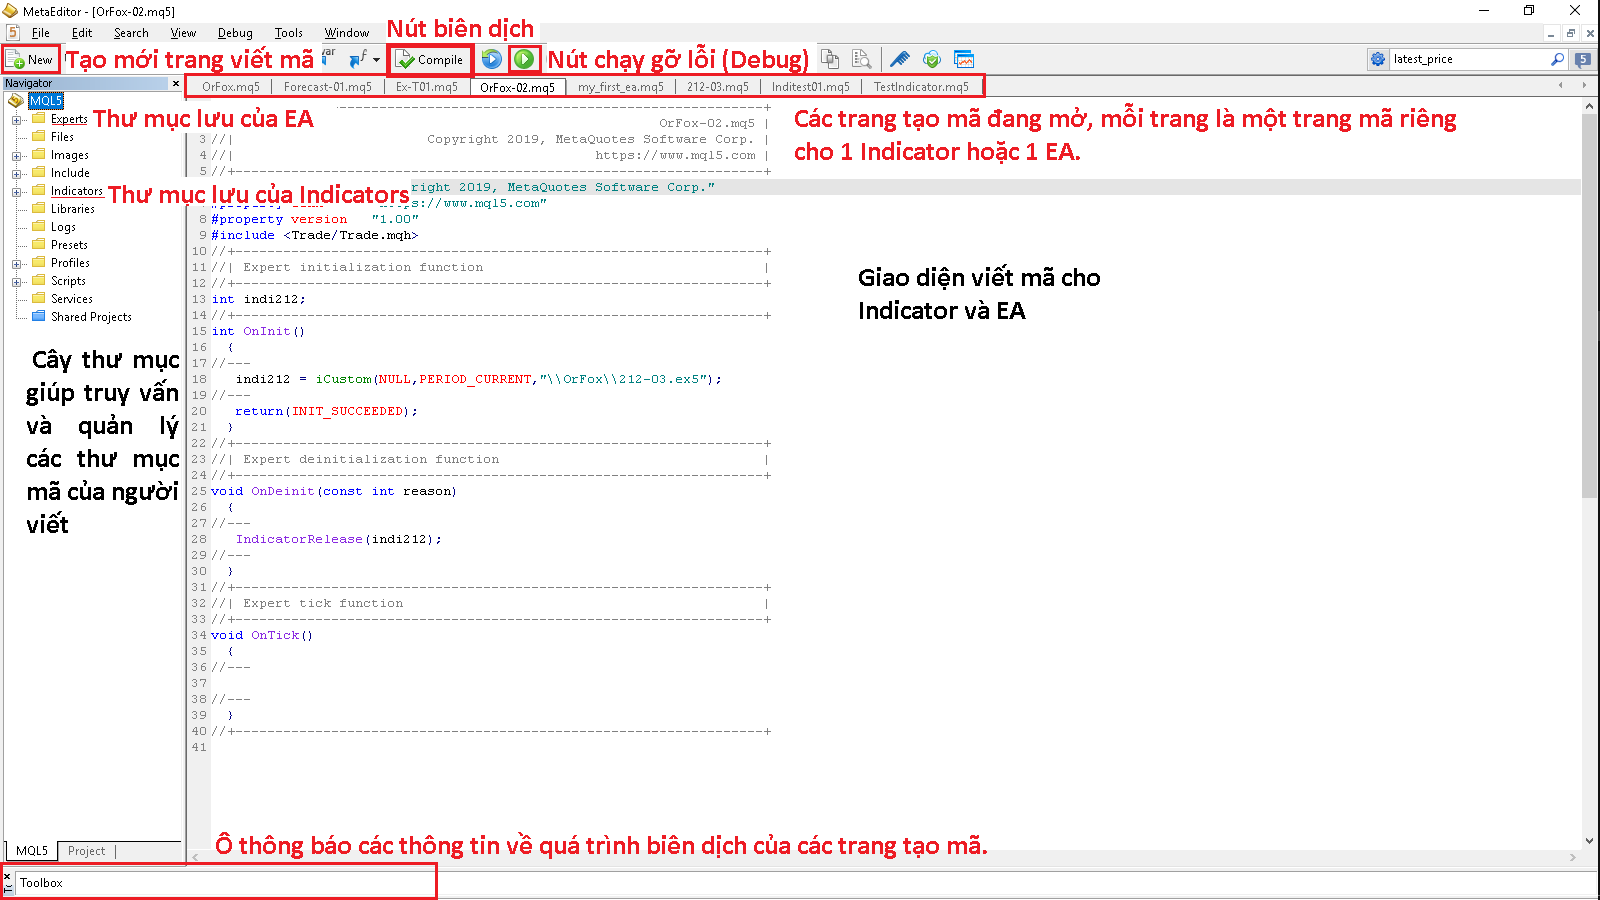 MetaEditor - [OrFox-02.mq5]
File Edit Search View Debug Tools Window
Nút biên dịch
New Tạo mới trang viết mã Compile Nút chạy gỡ lỗi (Debug) latest_price 5
Navigator
OrFox.mq5 Forecast-01.mq5 Ex-T01.mq5 OrFox-02.mq5 my_first_ea.mq5 212-03.mq5 Inditest01.mq5 TestIndicator.mq5
MQL5
Experts Thư mục lưu của EA
Files
Images
Include
Indicators Thư mục lưu của Indicators
Libraries
Logs
Presets
Profiles
Scripts
Services
Shared Projects
Cây thư mục
giúp truy vấn
và quản lý
các thư mục
mã của người
viết
Các trang tạo mã đang mở, mỗi trang là một trang mã riêng
cho 1 Indicator hoặc 1 EA.
Giao diện viết mã cho
Indicator và EA
OrFox-02.mq5 |
3 //| Copyright 2019, MetaQuotes Software Corp. |
4 //| https://www.mql5.com |
5 //+------------------------------------------------------------------+
right 2019, MetaQuotes Software Corp."
https://www.mql5.com"
8 #property version "1.00"
9 #include <Trade/Trade.mqh>
10 //+------------------------------------------------------------------+
11 //| Expert initialization function |
12 //+------------------------------------------------------------------+
13 int indi212;
14 //+------------------------------------------------------------------+
15 int OnInit()
16 {
17 //---
18 indi212 = iCustom(NULL,PERIOD_CURRENT,"\\OrFox\\212-03.ex5");
19 //---
20 return(INIT_SUCCEEDED);
21 }
22 //+------------------------------------------------------------------+
23 //| Expert deinitialization function |
24 //+------------------------------------------------------------------+
25 void OnDeinit(const int reason)
26 {
27 //---
28 IndicatorRelease(indi212);
29 //---
30 }
31 //+------------------------------------------------------------------+
32 //| Expert tick function |
33 //+------------------------------------------------------------------+
34 void OnTick()
35 {
36 //---
37
38 //---
39 }
40 //+------------------------------------------------------------------+
41
Ô thông báo các thông tin về quá trình biên dịch của các trang tạo mã.
MQL5 Project
Toolbox